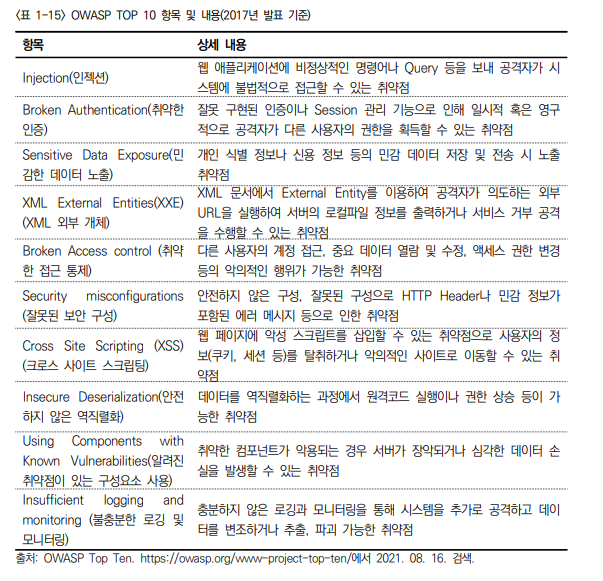 <표 1-15> OWASP TOP 10 항목 및 내용(2017년 발표 기준)
항목 상세 내용
Injection(인젝션)
웹 애플리케이션에 비정상적인 명령어나 Query 등을 보내 공격자가 시
스템에 불법적으로 접근할 수 있는 취약점
Broken Authentication(취약한
인증)
잘못 구현된 인증이나 Session 관리 기능으로 인해 일시적 혹은 영구
적으로 공격자가 다른 사용자의 권한을 획득할 수 있는 취약점
Sensitive Data Exposure(민
감한 데이터 노출)
개인 식별 정보나 신용 정보 등의 민감 데이터 저장 및 전송 시 노출
취약점
XML External Entities(XXE)
(XML 외부 개체)
XML 문서에서 External Entity를 이용하여 공격자가 의도하는 외부
URL을 실행하여 서버의 로컬파일 정보를 출력하거나 서비스 거부 공격
을 수행할 수 있는 취약점
Broken Access control (취약
한 접근 통제)
다른 사용자의 계정 접근, 중요 데이터 열람 및 수정, 액세스 권한 변경
등의 악의적인 행위가 가능한 취약점
Security misconfigurations
(잘못된 보안 구성)
안전하지 않은 구성, 잘못된 구성으로 HTTP Header나 민감 정보가
포함된 에러 메시지 등으로 인한 취약점
Cross Site Scripting (XSS)
(크로스 사이트 스크립팅)
웹 페이지에 악성 스크립트를 삽입할 수 있는 취약점으로 사용자의 정
보(쿠키, 세션 등)를 탈취하거나 악의적인 사이트로 이동할 수 있는 취
약점
Insecure Deserialization(안전
하지 않은 역직렬화)
데이터를 역직렬화하는 과정에서 원격코드 실행이나 권한 상승 등이 가
능한 취약점
Using Components with
Known Vulnerabilities(알려진
취약점이 있는 구성요소 사용)
취약한 컴포넌트가 악용되는 경우 서버가 장악되거나 심각한 데이터 손
실을 발생할 수 있는 취약점
Insufficient logging and
monitoring (불충분한 로깅 및
모니터링)
충분하지 않은 로깅과 모니터링을 통해 시스템을 추가로 공격하고 데이
터를 변조하거나 추출, 파괴 가능한 취약점
출처: OWASP Top Ten. https://owasp.org/www-project-top-ten/에서 2021. 08. 16. 검색.